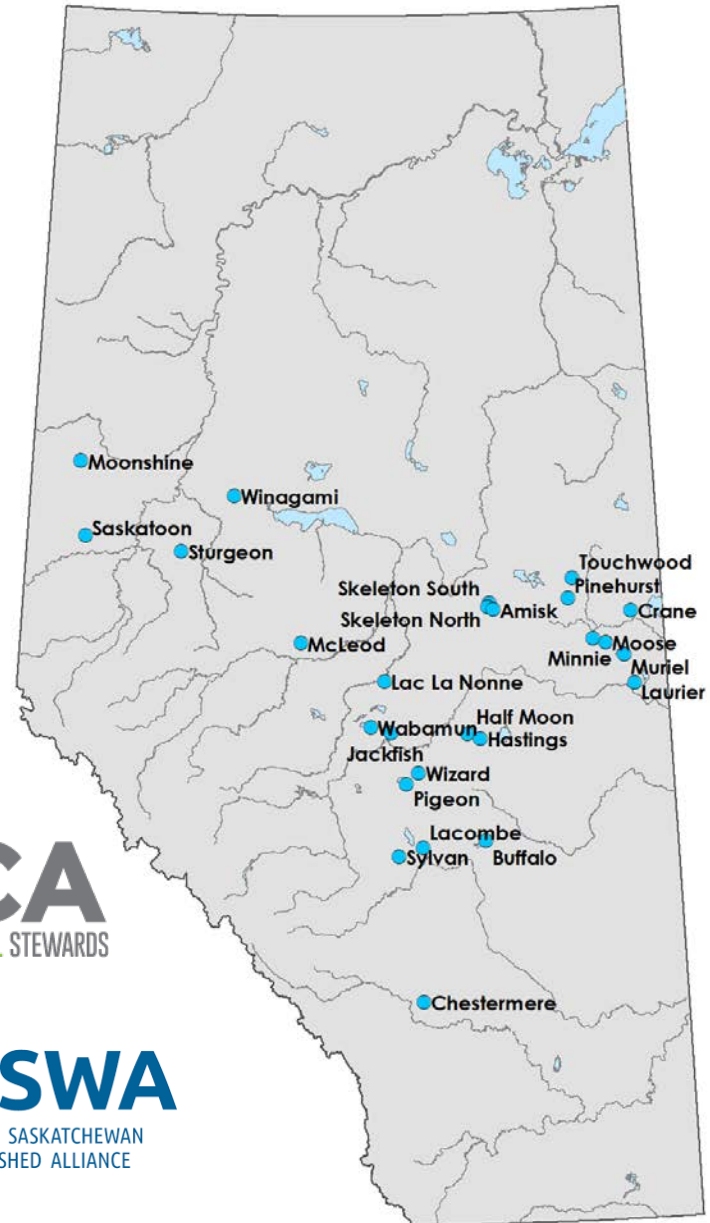 Moonshine
Winagami
Saskatoon
Sturgeon
Touchwood
Skeleton South
Pinehurst
Skeleton North
Amisk
Crane
McLeod
Moose
Minnie
Muriel
Lac La Nonne
Laurier
Half Moon
Wabamun
Hastings
Jackfish
Wizard
Pigeon
Lacombe
Sylvan
Buffalo
CA
STEWARDS
Chestermere
SWA
SASKATCHEWAN
SHED ALLIANCE